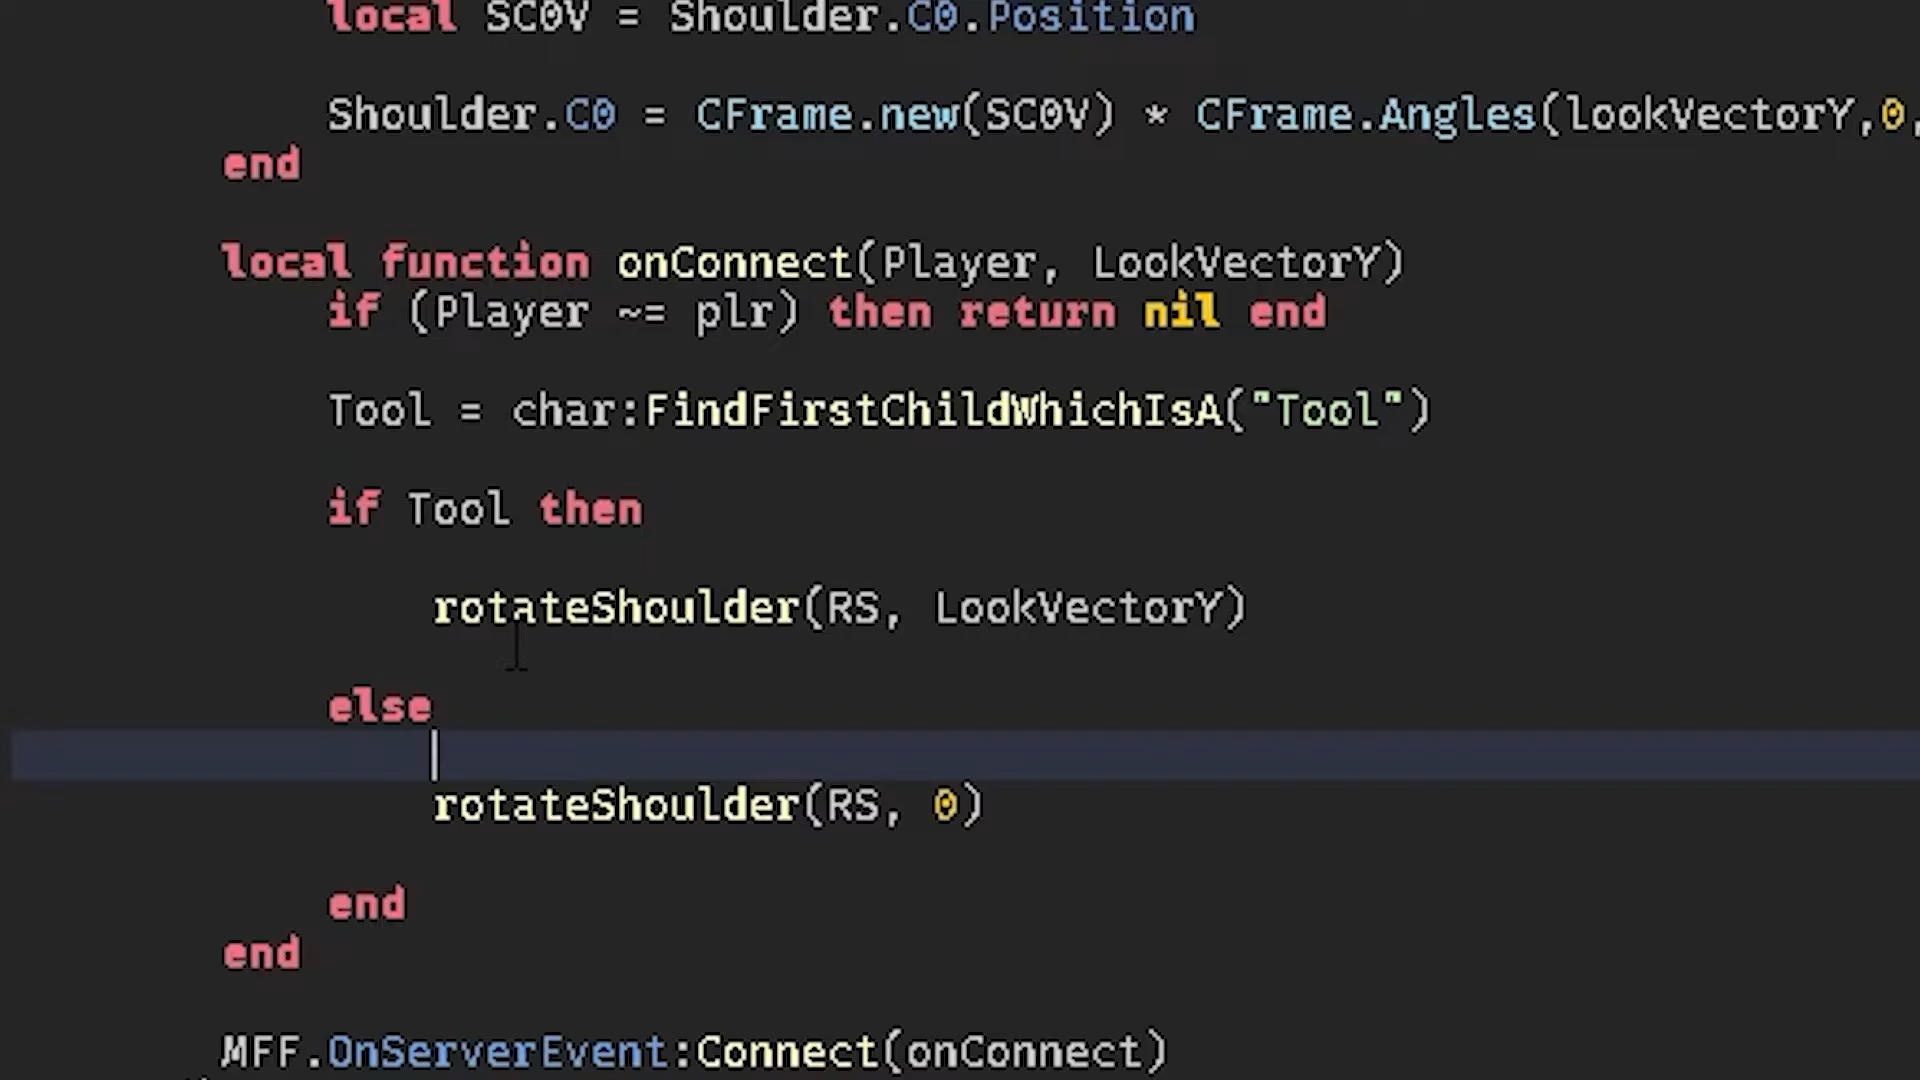 local SC0V = Shoulder.C0.Position
Shoulder.C0 = CFrame.new(SC0V) * CFrame.Angles(lookVectorY,0,
end
local function onConnect(Player, LookVectorY)
if (Player ~= plr) then return nil end
Tool = char:FindFirstChildWhichIsA("Tool")
if Tool then
rotateShoulder(RS, LookVectorY)
else
rotateShoulder(RS, 0)
end
end
MFF.OnServerEvent:Connect(onConnect)